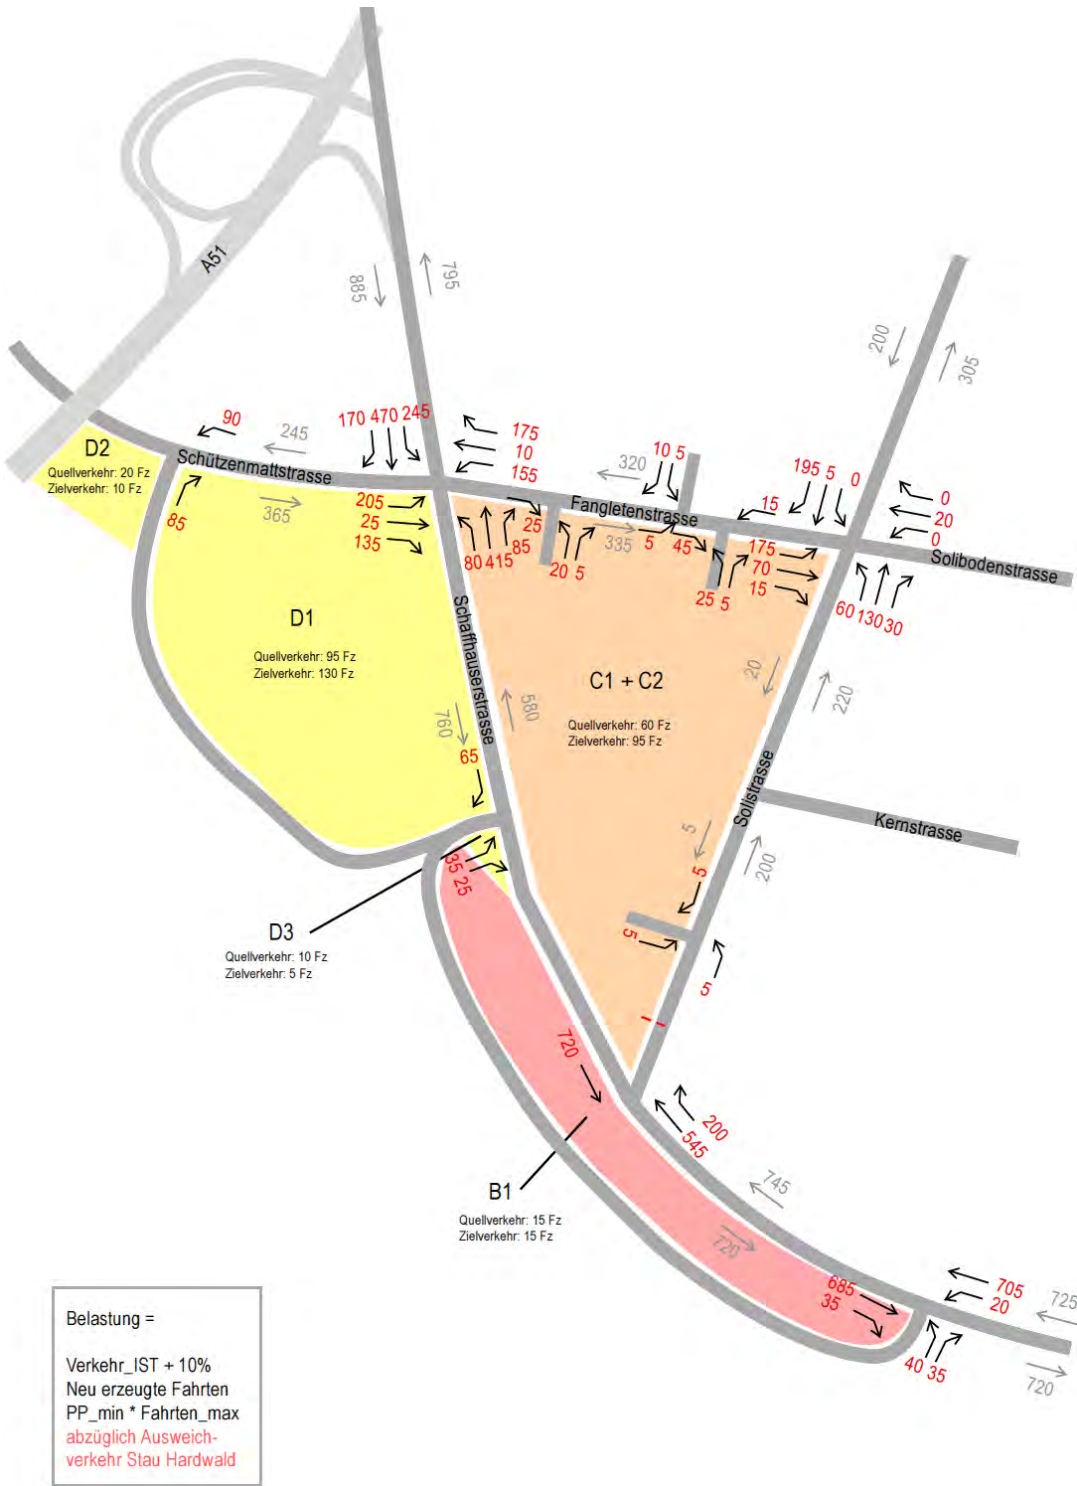 A51
885
795
200
305
90
245
170 470 245
175
10
155
320
10 5
195 5 0
15
0
20
0
D2
Quellverkehr: 20 Fz
Zielverkehr: 10 Fz
Schützenmattstrasse
365
85
205
25
135
80 415 85
25
Fangletenstrasse
20 5
335
5
45
25 5
175
70
15
Solibodenstrasse
60 130 30
D1
Quellverkehr: 95 Fz
Zielverkehr: 130 Fz
Schaffhauserstrasse
760
580
65
C1 + C2
Quellverkehr: 60 Fz
Zielverkehr: 95 Fz
20
220
Solistrasse
Kernstrasse
5
200
5
5
5
35 25
D3
Quellverkehr: 10 Fz
Zielverkehr: 5 Fz
720
200
545
B1
Quellverkehr: 15 Fz
Zielverkehr: 15 Fz
745
720
685
35
705
20
725
40 35
720
Belastung =
Verkehr_IST + 10%
Neu erzeugte Fahrten
PP_min * Fahrten_max
abzüglich Ausweich-
verkehr Stau Hardwald